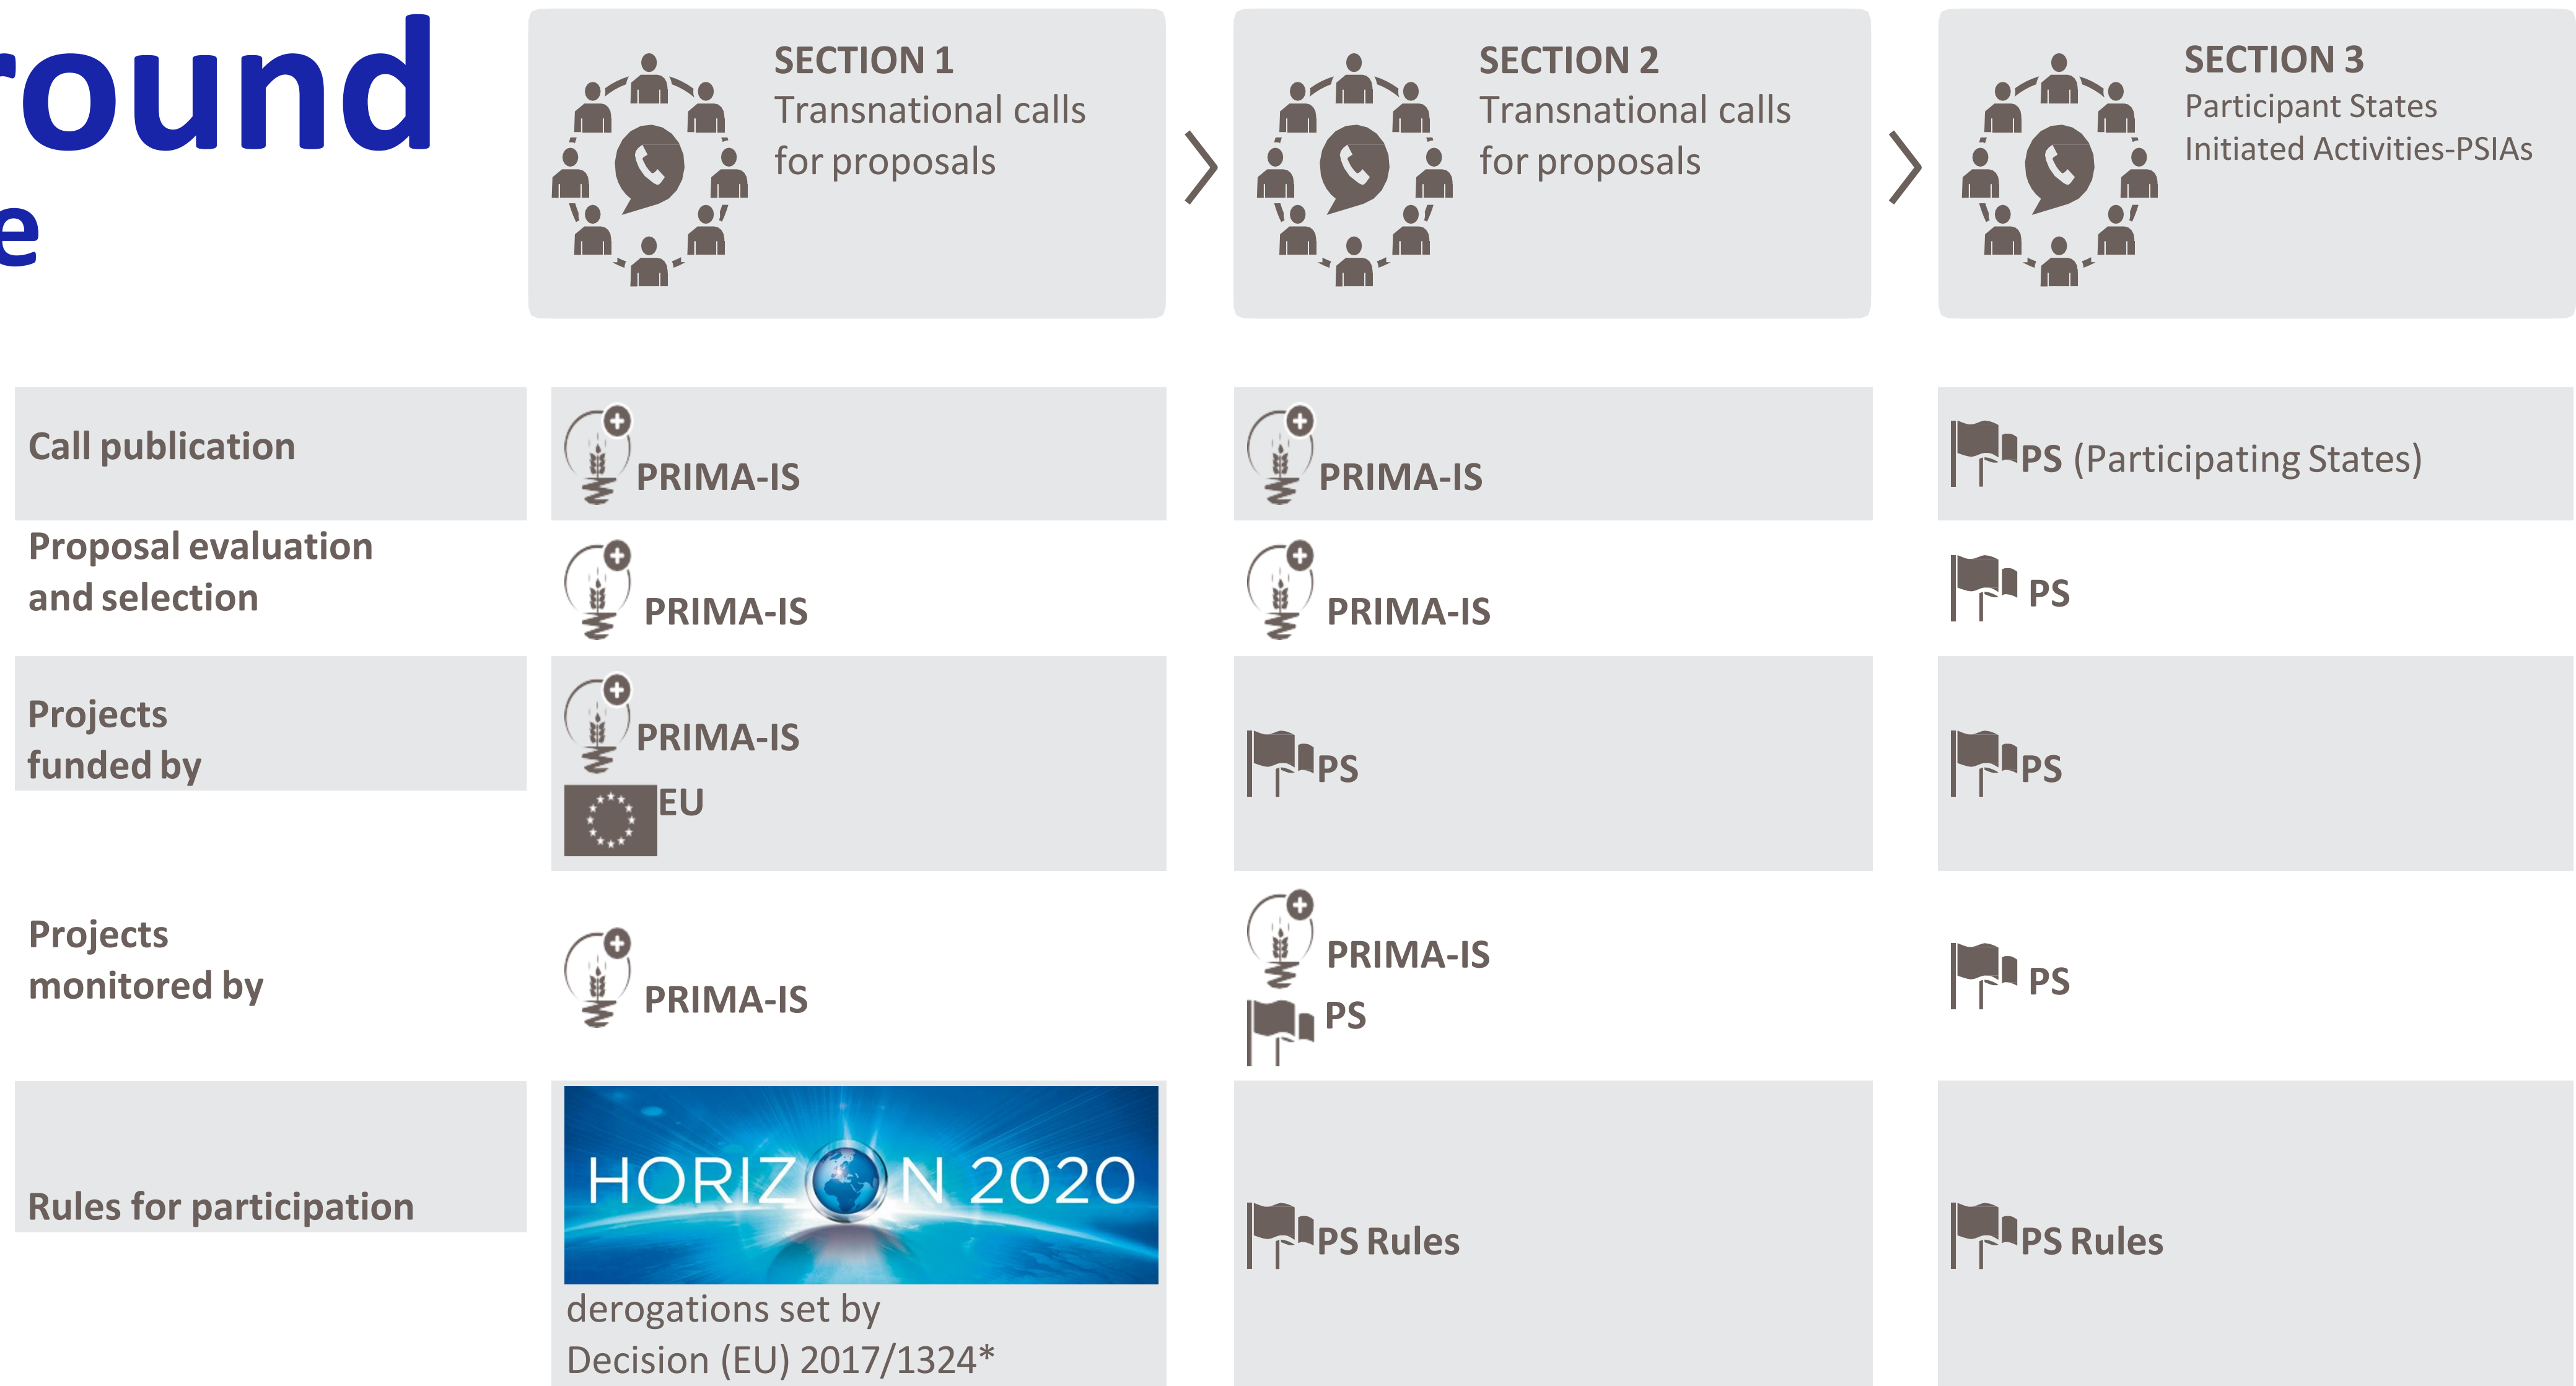 round
e
SECTION 1
Transnational calls
for proposals
SECTION 2
Transnational calls
for proposals
SECTION 3
Participant States
Initiated Activities-PSIAs
Call publication
PRIMA-IS
PRIMA-IS
PS (Participating States)
Proposal evaluation
and selection
PRIMA-IS
PRIMA-IS
PS
Projects
funded by
PRIMA-IS
EU
PS
PS
Projects
monitored by
PRIMA-IS
PRIMA-IS
PS
PS
Rules for participation
HORIZON 2020
derogations set by
Decision (EU) 2017/1324*
PS Rules
PS Rules